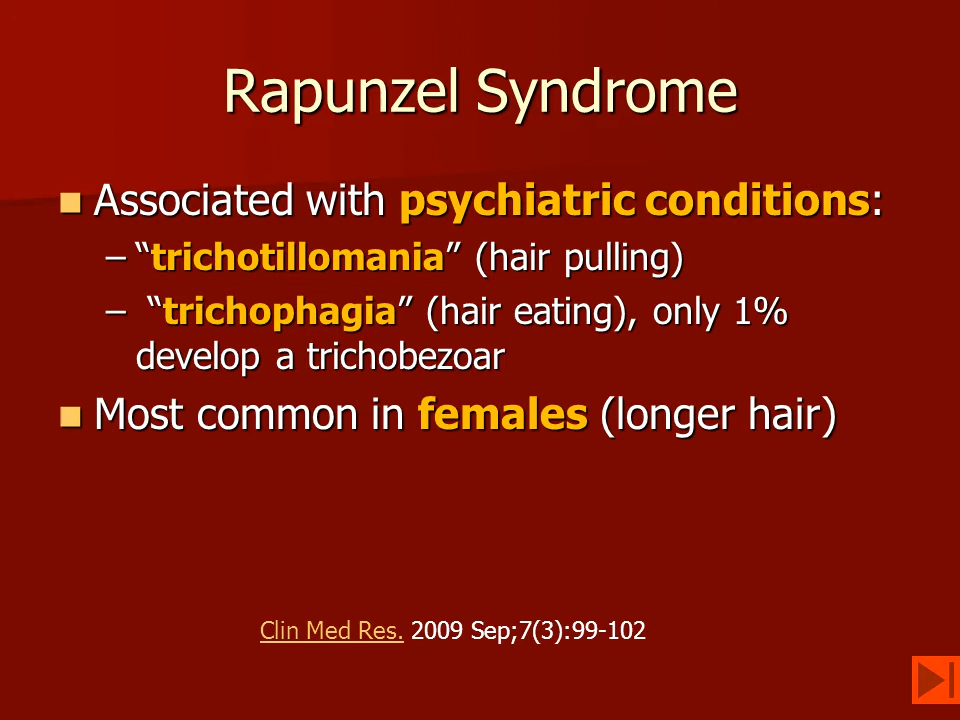 Rapunzel Syndrome
Associated with psychiatric conditions:
–“trichotillomania” (hair pulling)
– “trichophagia” (hair eating), only 1%
develop a trichobezoar
Most common in females (longer hair)
Clin Med Res. 2009 Sep;7(3):99-102